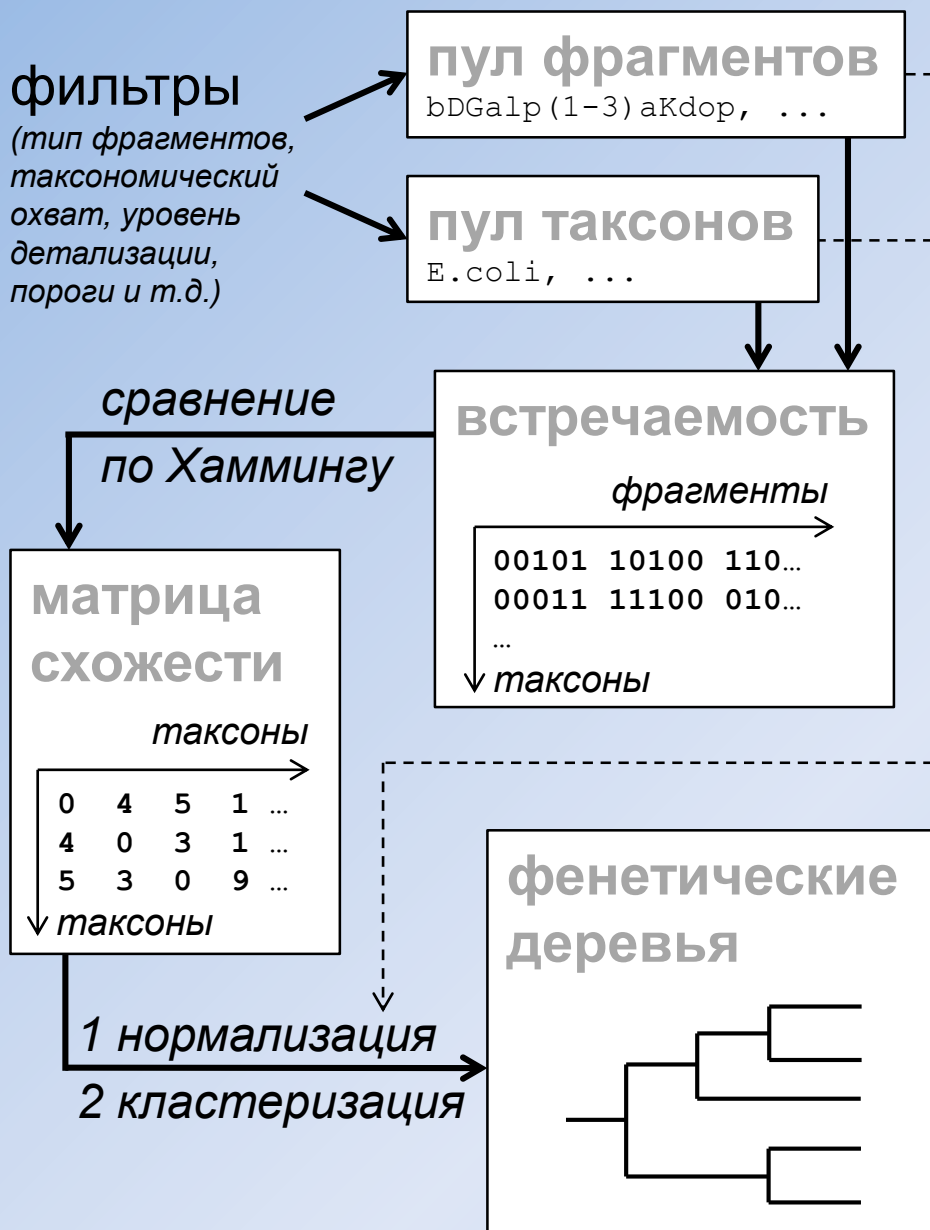 фильтры
(тип фрагментов,
таксономический
охват, уровень
детализации,
пороги и т.д.)
пул фрагментов
bDGalp(1-3)aKdop, ...
пул таксонов
E.coli, ...
сравнение
по Хаммингу
встречаемость
фрагменты
00101 10100 110…
00011 11100 010…
…
таксоны
матрица
схожести
таксоны
0 4 5 1 …
4 0 3 1 …
5 3 0 9 …
таксоны
1 нормализация
2 кластеризация
фенетические
деревья